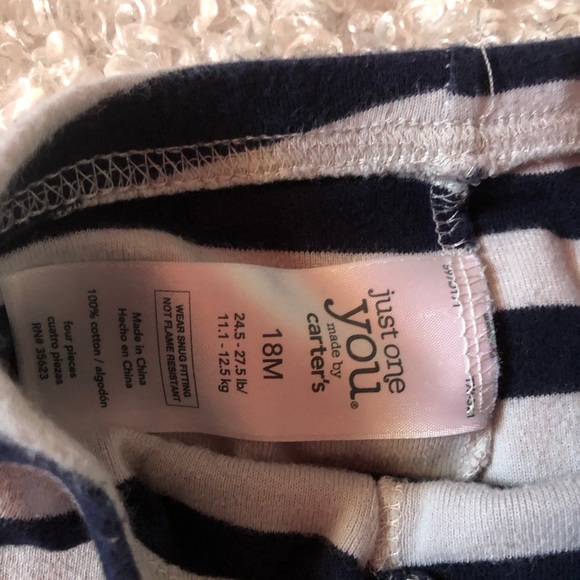 just one
you®
made by
carter's
18M
24.5 - 27.5 lb/
11.1 - 12.5 kg
WEAR SNUG FITTING
NOT FLAME RESISTANT
Made in China
Hecho en China
100% cotton / algodón
four pieces
cuatro piezas
RN# 35623